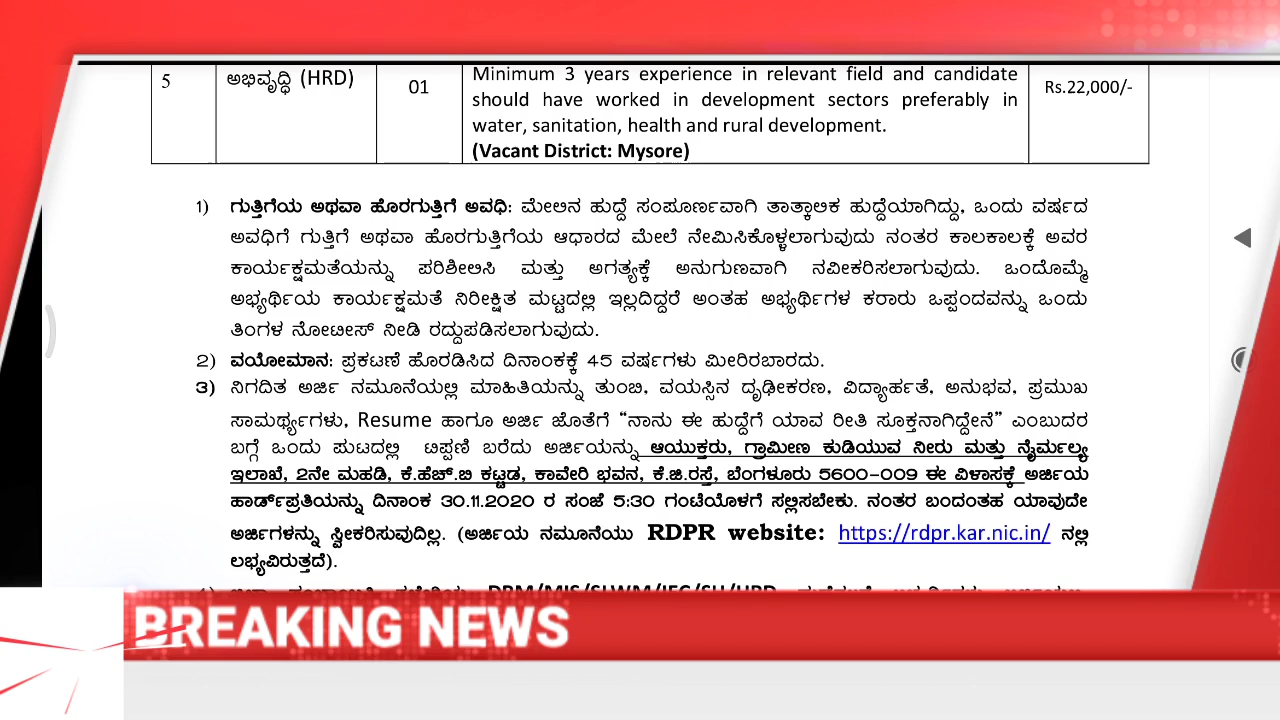 5
ಅಭಿವೃದ್ಧಿ (HRD)
01
Minimum 3 years experience in relevant field and candidate
should have worked in development sectors preferably in
water, sanitation, health and rural development.
(Vacant District: Mysore)
Rs.22,000/-
1) ಗುತ್ತಿಗೆಯ ಅಥವಾ ಹೊರಗುತ್ತಿಗೆ ಅವಧಿ: ಮೇಲಿನ ಹುದ್ದೆ ಸಂಪೂರ್ಣವಾಗಿ ತಾತ್ಕಾಲಿಕ ಹುದ್ದೆಯಾಗಿದ್ದು, ಒಂದು ವರ್ಷದ
ಅವಧಿಗೆ ಗುತ್ತಿಗೆ ಅಥವಾ ಹೊರಗುತ್ತಿಗೆಯ ಆಧಾರದ ಮೇಲೆ ನೇಮಿಸಿಕೊಳ್ಳಲಾಗುವುದು ನಂತರ ಕಾಲಕಾಲಕ್ಕೆ ಅವರ
ಕಾರ್ಯಕ್ಷಮತೆಯನ್ನು ಪರಿಶೀಲಿಸಿ ಮತ್ತು ಅಗತ್ಯಕ್ಕೆ ಅನುಗುಣವಾಗಿ ನವೀಕರಿಸಲಾಗುವುದು. ಒಂದೊಮ್ಮೆ
ಅಭ್ಯರ್ಥಿಯ ಕಾರ್ಯಕ್ಷಮತೆ ನಿರೀಕ್ಷಿತ ಮಟ್ಟದಲ್ಲಿ ಇಲ್ಲದಿದ್ದರೆ ಅಂತಹ ಅಭ್ಯರ್ಥಿಗಳ ಕರಾರು ಒಪ್ಪಂದವನ್ನು ಒಂದು
ತಿಂಗಳ ನೋಟೀಸ್ ನೀಡಿ ರದ್ದುಪಡಿಸಲಾಗುವುದು.
2) ವಯೋಮಾನ: ಪ್ರಕಟಣೆ ಹೊರಡಿಸಿದ ದಿನಾಂಕಕ್ಕೆ 45 ವರ್ಷಗಳು ಮೀರಿರಬಾರದು.
3) ನಿಗದಿತ ಅರ್ಜಿ ನಮೂನೆಯಲ್ಲಿ ಮಾಹಿತಿಯನ್ನು ತುಂಬಿ, ವಯಸ್ಸಿನ ದೃಢೀಕರಣ, ವಿದ್ಯಾರ್ಹತೆ, ಅನುಭವ, ಪ್ರಮುಖ
ಸಾಮರ್ಥ್ಯಗಳು, Resume ಹಾಗೂ ಅರ್ಜಿ ಜೊತೆಗೆ “ನಾನು ಈ ಹುದ್ದೆಗೆ ಯಾವ ರೀತಿ ಸೂಕ್ತನಾಗಿದ್ದೇನೆ” ಎಂಬುದರ
ಬಗ್ಗೆ ಒಂದು ಪುಟದಲ್ಲಿ ಟಿಪ್ಪಣಿ ಬರೆದು ಅರ್ಜಿಯನ್ನು ಆಯುಕ್ತರು, ಗ್ರಾಮೀಣ ಕುಡಿಯುವ ನೀರು ಮತ್ತು ನೈರ್ಮಲ್ಯ
ಇಲಾಖೆ, 2ನೇ ಮಹಡಿ, ಕೆ.ಹೆಚ್.ಬಿ ಕಟ್ಟಡ, ಕಾವೇರಿ ಭವನ, ಕೆ.ಜಿ.ರಸ್ತೆ, ಬೆಂಗಳೂರು 5600-009 ಈ ವಿಳಾಸಕ್ಕೆ ಅರ್ಜಿಯ
ಹಾರ್ಡ್‌ಪ್ರತಿಯನ್ನು ದಿನಾಂಕ 30.11.2020 ರ ಸಂಜೆ 5:30 ಗಂಟೆಯೊಳಗೆ ಸಲ್ಲಿಸಬೇಕು. ನಂತರ ಬಂದಂತಹ ಯಾವುದೇ
ಅರ್ಜಿಗಳನ್ನು ಸ್ವೀಕರಿಸುವುದಿಲ್ಲ. (ಅರ್ಜಿಯ ನಮೂನೆಯು RDPR website: https://rdpr.kar.nic.in/ ನಲ್ಲಿ
ಲಭ್ಯವಿರುತ್ತದೆ).
DPM/MIS/SLWM/IEC/SH/HRD
BREAKING NEWS